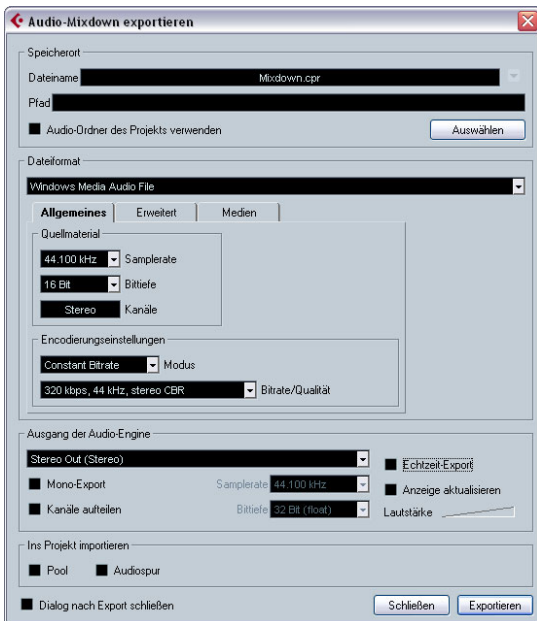 Audio-Mixdown exportieren
Speicherort
Dateiname Mixdown.cpr
Pfad
Audio-Ordner des Projekts verwenden Auswählen
Dateiformat
Windows Media Audio File
Allgemeines Erweitert Medien
Quellmaterial
44.100 kHz Samplerate
16 Bit Bittiefe
Stereo Kanäle
Encodierungseinstellungen
Constant Bitrate Modus
320 kbps, 44 kHz, stereo CBR Bitrate/Qualität
Ausgang der Audio-Engine
Stereo Out (Stereo) Echtzeit-Export
Mono-Export Samplerate 44.100 kHz Anzeige aktualisieren
Kanäle aufteilen Bittiefe 32 Bit (float) Lautstärke
Ins Projekt importieren
Pool Audiospur
Dialog nach Export schließen Schließen Exportieren